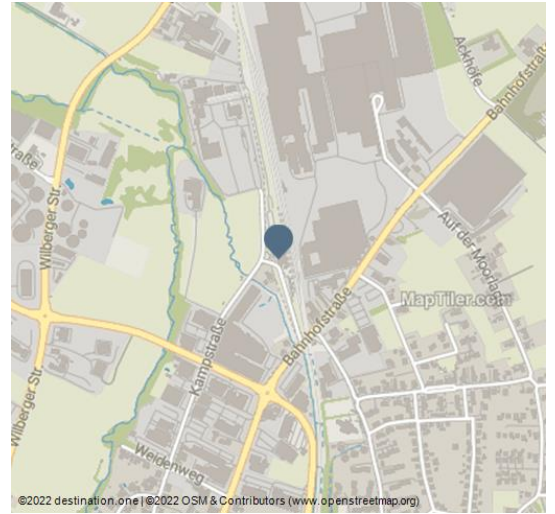 Ackhöfe
Bahnhofstraße
straße
Wilberger Str.
Auf der Moorlage
MapTiler.com
Kampstraße
Bahnhofstraße
Wilberger Str.
Weidenweg
©2022 destination.one | ©2022 OSM & Contributors (www.openstreetmap.org)